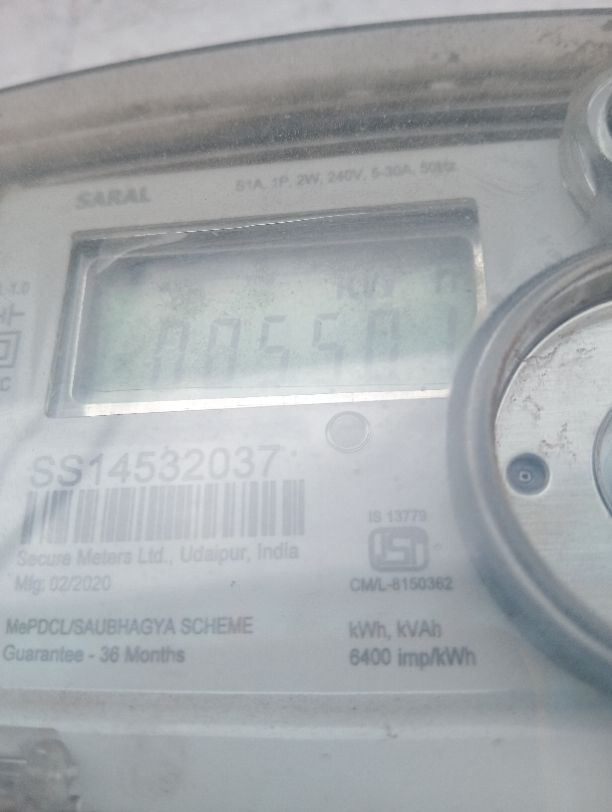 SARAL
S1A, 1P, 2W, 240V, 5-30A, 50Hz
SS14532037
Secure Meters Ltd., Udaipur, India
Mfg: 02/2020
IS 13779
CM/L-8150362
MePDCL/SAUBHAGYA SCHEME
Guarantee - 36 Months
kWh, kVAh
6400 imp/kWh